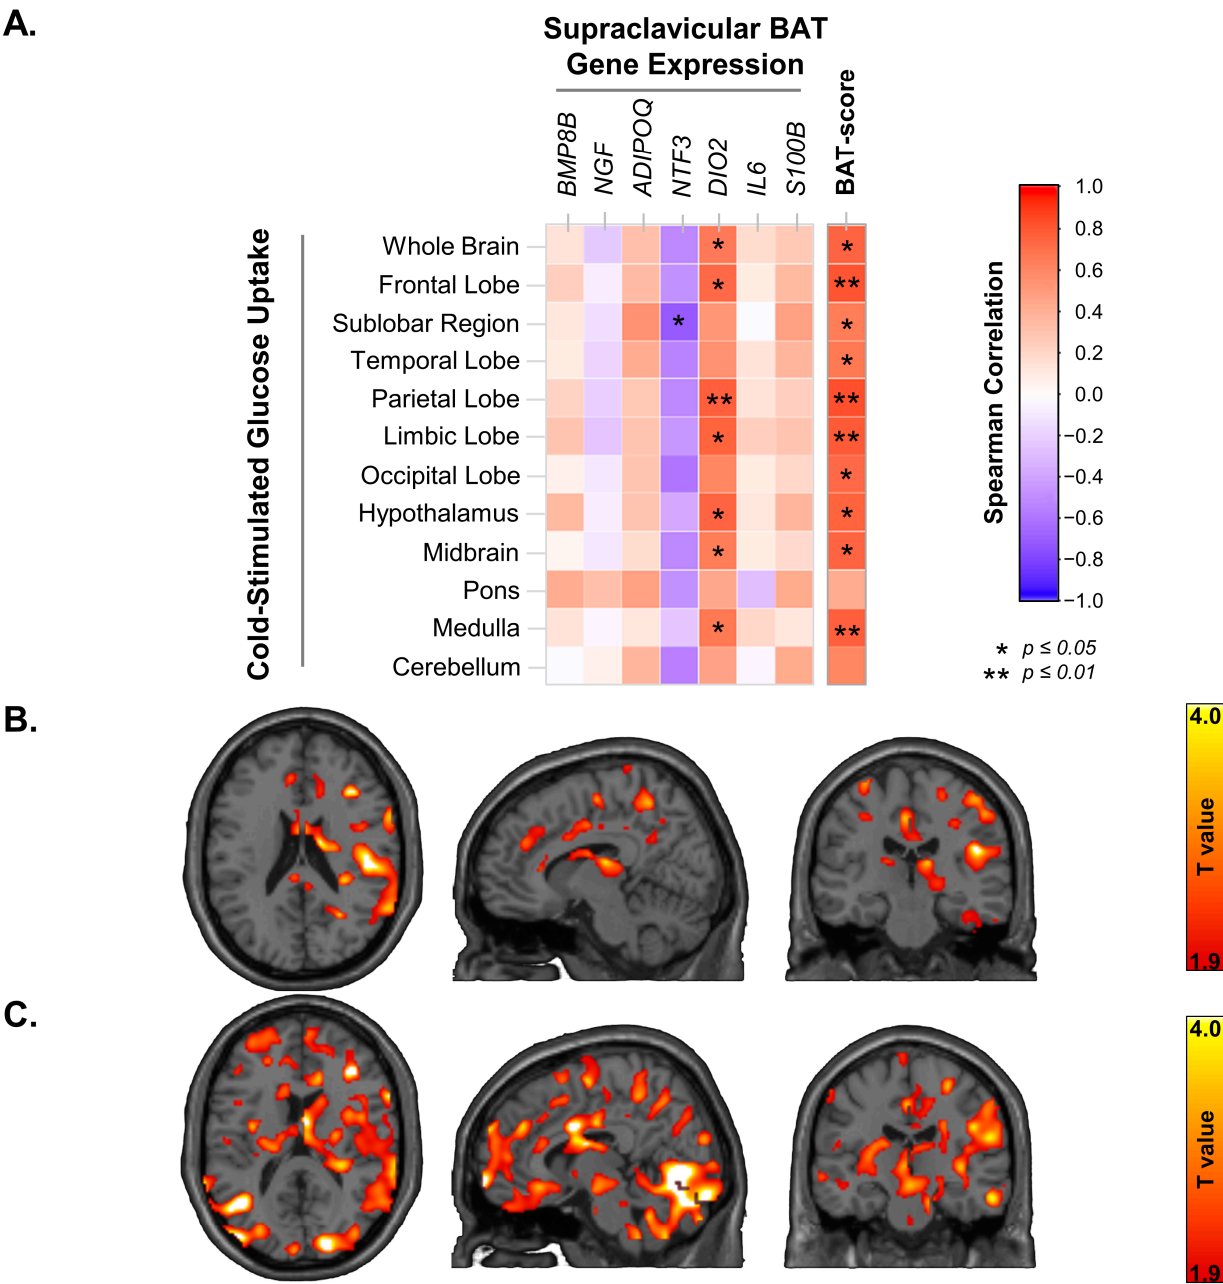 A.
Supraclavicular BAT
Gene Expression
BMP8B
NGF
ADIPOQ
NTF3
DIO2
IL6
S100B
BAT-score
Cold-Stimulated Glucose Uptake
Whole Brain * *
Frontal Lobe * **
Sublobar Region * *
Temporal Lobe *
Parietal Lobe ** **
Limbic Lobe * **
Occipital Lobe *
Hypothalamus * *
Midbrain * *
Pons
Medulla * **
Cerebellum
Spearman Correlation
1.0
0.8
0.6
0.4
0.2
0.0
−0.2
−0.4
−0.6
−0.8
−1.0
* p ≤ 0.05
** p ≤ 0.01
B.
4.0
T value
1.9
C.
4.0
T value
1.9